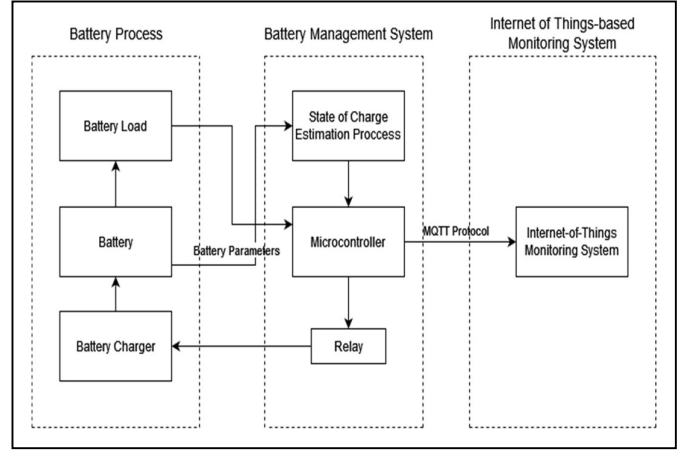 Battery Process
Battery Management System
Internet of Things-based
Monitoring System
Battery Load
State of Charge
Estimation Proccess
Battery
Battery Parameters
Microcontroller
MQTT Protocol
Internet-of-Things
Monitoring System
Battery Charger
Relay